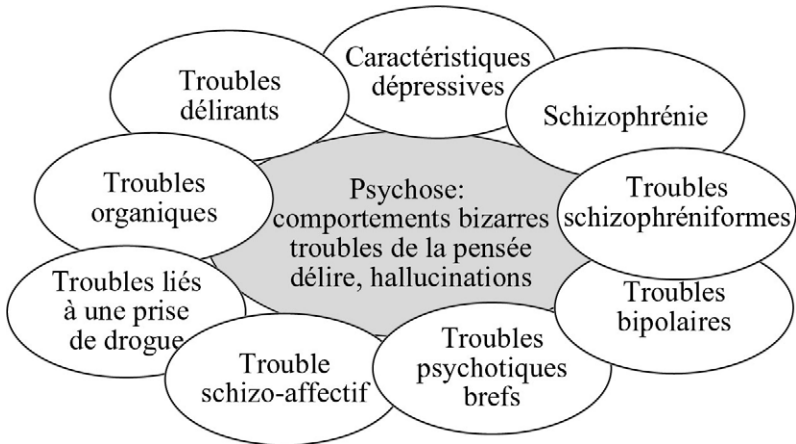 Caractéristiques
dépressives
Troubles
délirants
Schizophrénie
Troubles
organiques
Psychose:
comportements bizarres
troubles de la pensée
délire, hallucinations
Troubles
schizophréniformes
Troubles liés
à une prise
de drogue
Troubles
bipolaires
Trouble
schizo-affectif
Troubles
psychotiques
brefs